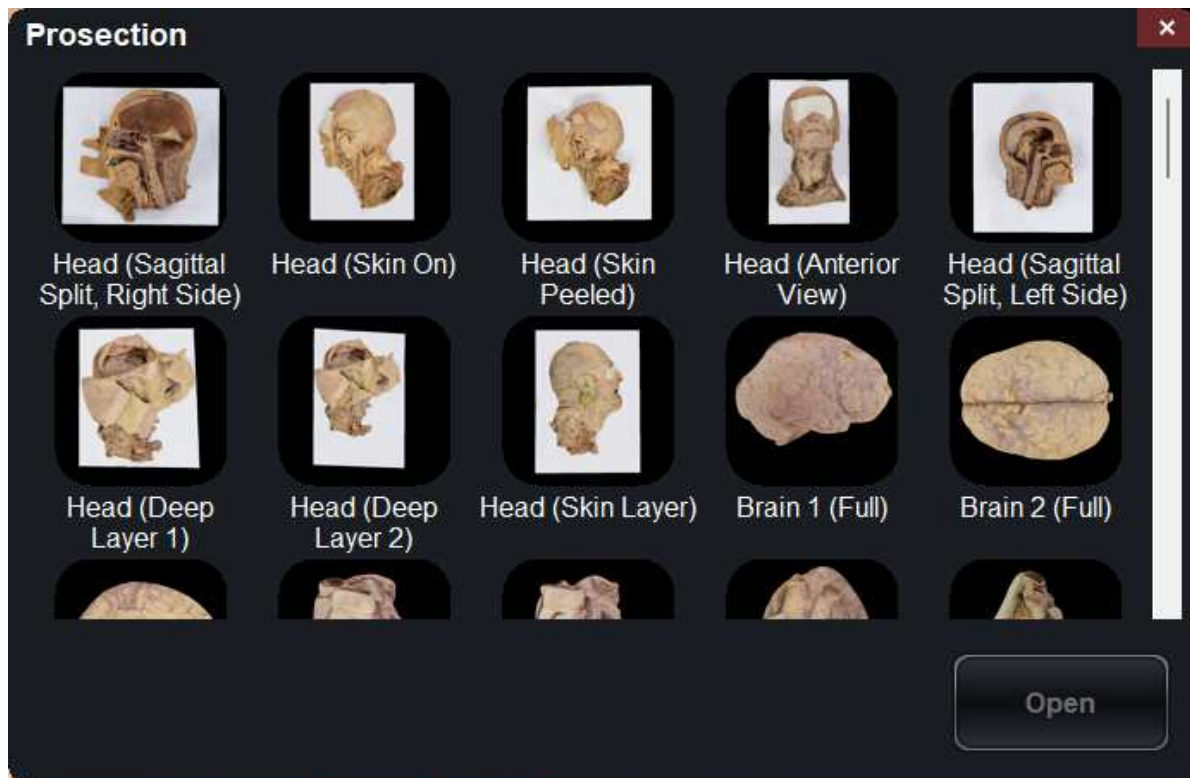 Prosection
×
Head (Sagittal
Split, Right Side)
Head (Skin On)
Head (Skin
Peeled)
Head (Anterior
View)
Head (Sagittal
Split, Left Side)
Head (Deep
Layer 1)
Head (Deep
Layer 2)
Head (Skin Layer)
Brain 1 (Full)
Brain 2 (Full)
Open